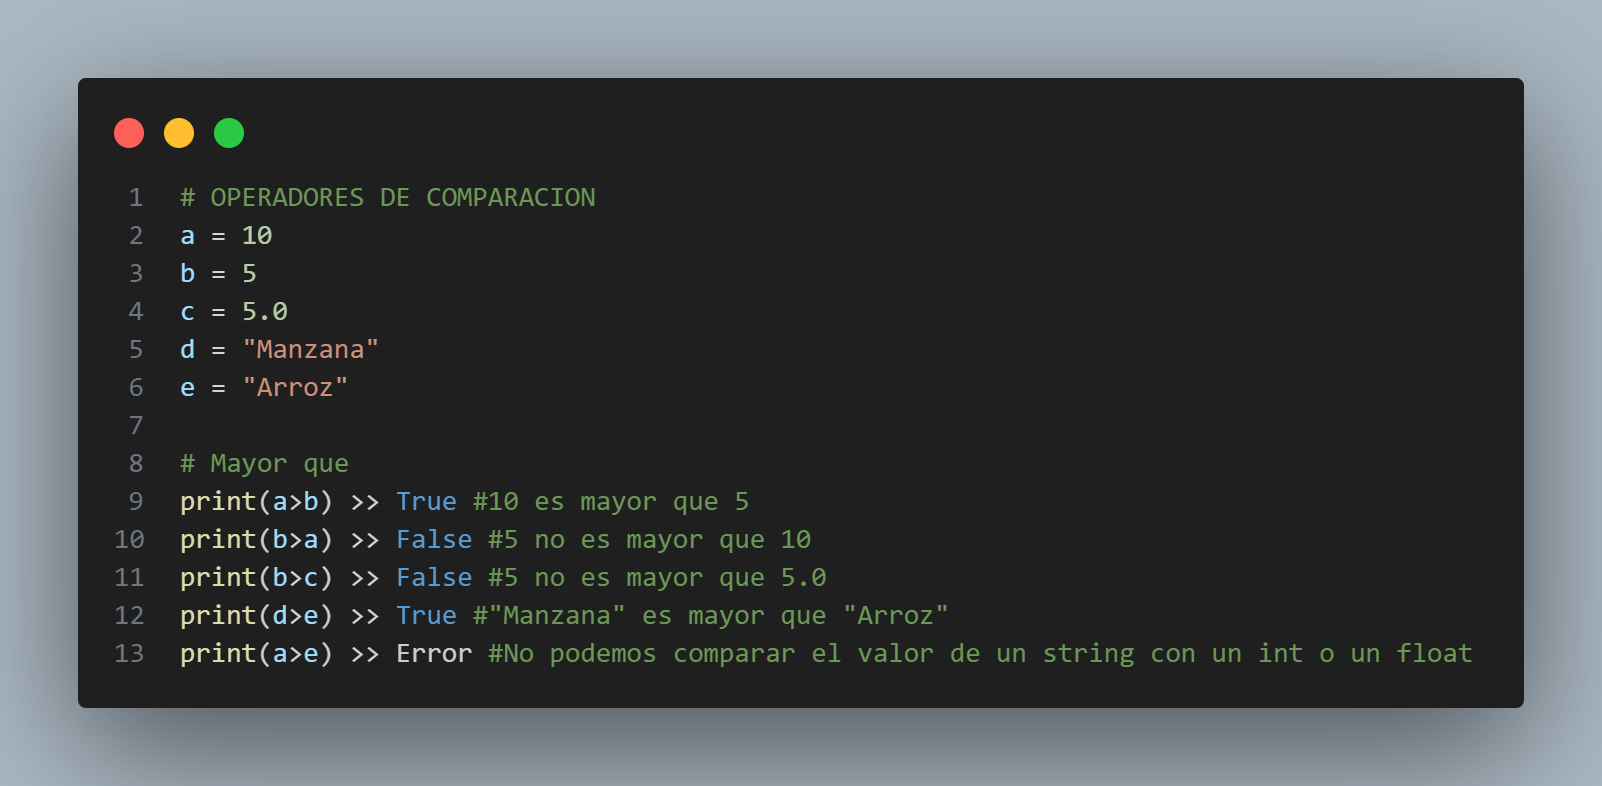 1 # OPERADORES DE COMPARACION
2 a = 10
3 b = 5
4 c = 5.0
5 d = "Manzana"
6 e = "Arroz"
7
8 # Mayor que
9 print(a>b) >> True #10 es mayor que 5
10 print(b>a) >> False #5 no es mayor que 10
11 print(b>c) >> False #5 no es mayor que 5.0
12 print(d>e) >> True #"Manzana" es mayor que "Arroz"
13 print(a>e) >> Error #No podemos comparar el valor de un string con un int o un float